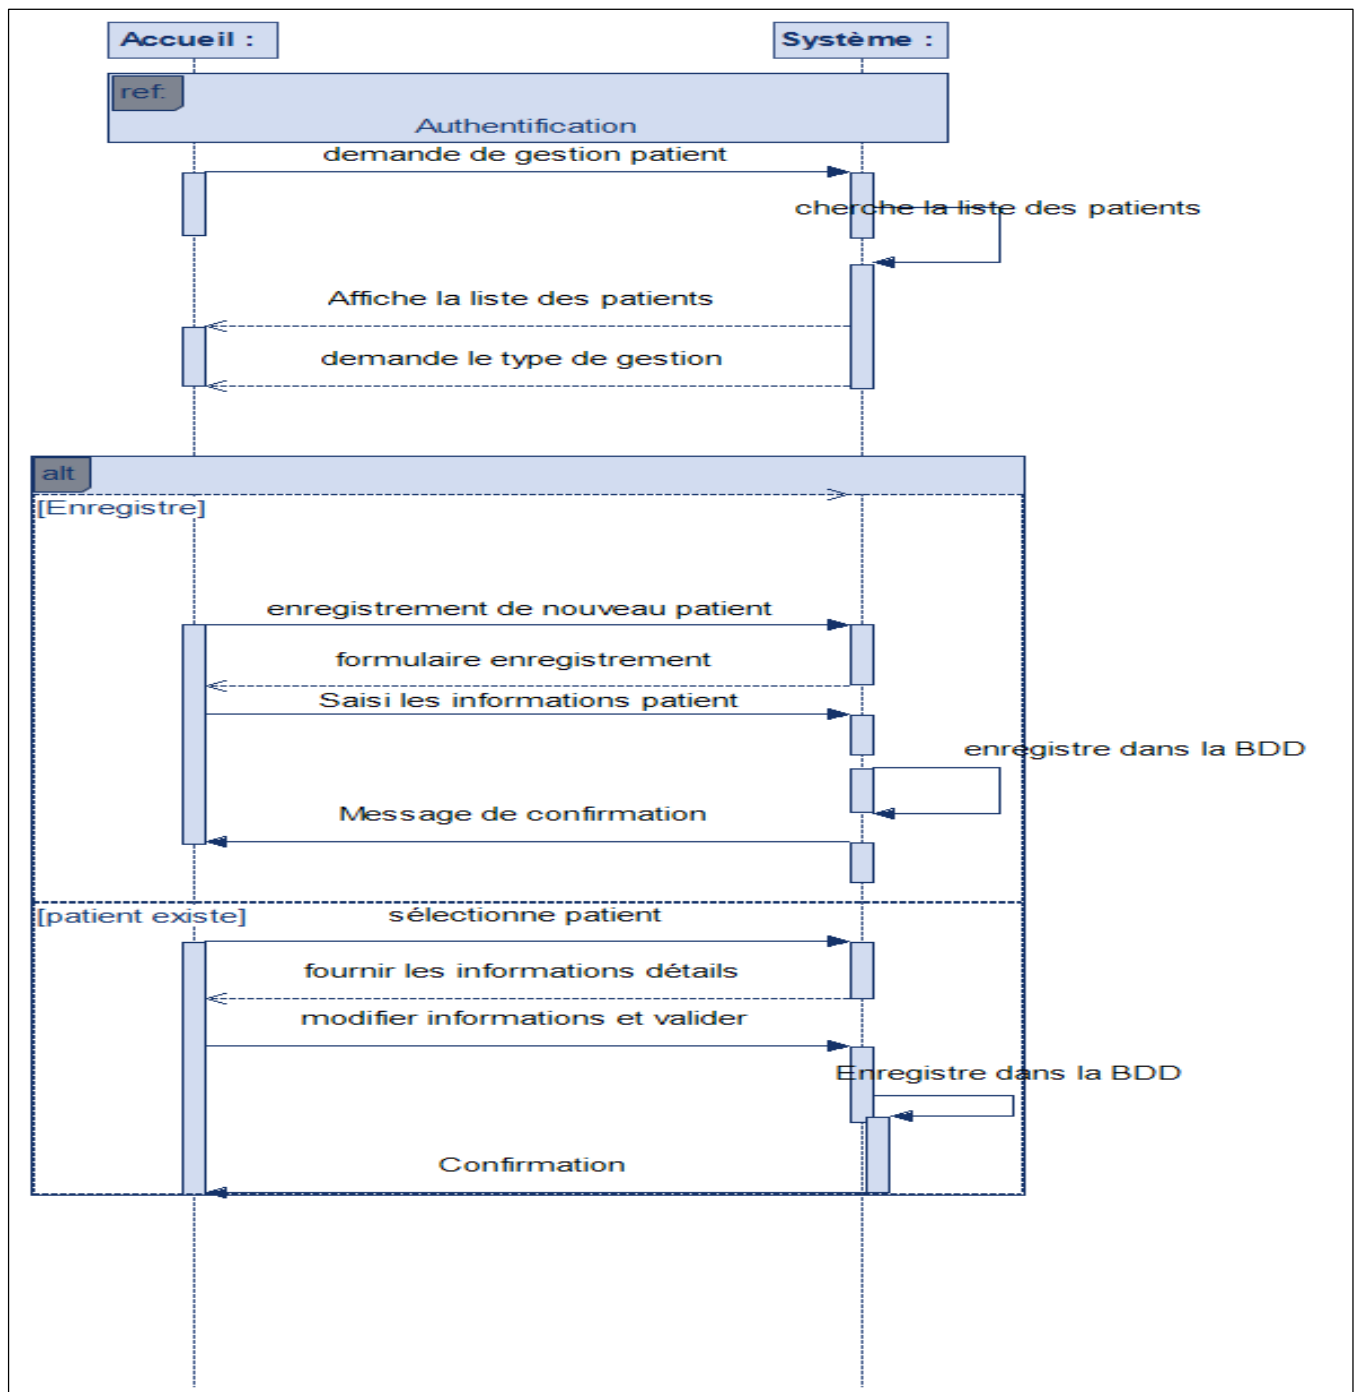 Accueil :
Système :
ref:
Authentification
demande de gestion patient
cherche la liste des patients
Affiche la liste des patients
demande le type de gestion
alt
[Enregistre]
enregistrement de nouveau patient
formulaire enregistrement
Saisi les informations patient
enregistre dans la BDD
Message de confirmation
[patient existe]
sélectionne patient
fournir les informations détails
modifier informations et valider
Enregistre dans la BDD
Confirmation